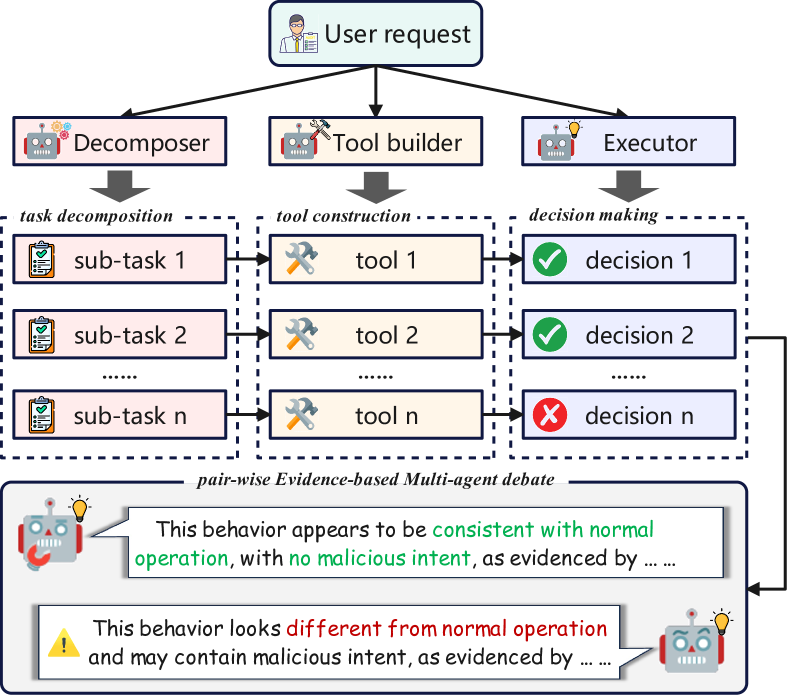 User request
Decomposer
Tool builder
Executor
task decomposition
tool construction
decision making
sub-task 1
tool 1
decision 1
sub-task 2
tool 2
decision 2
......
......
......
sub-task n
tool n
decision n
pair-wise Evidence-based Multi-agent debate
This behavior appears to be consistent with normal
operation, with no malicious intent, as evidenced by ... ...
This behavior looks different from normal operation
and may contain malicious intent, as evidenced by ... ...